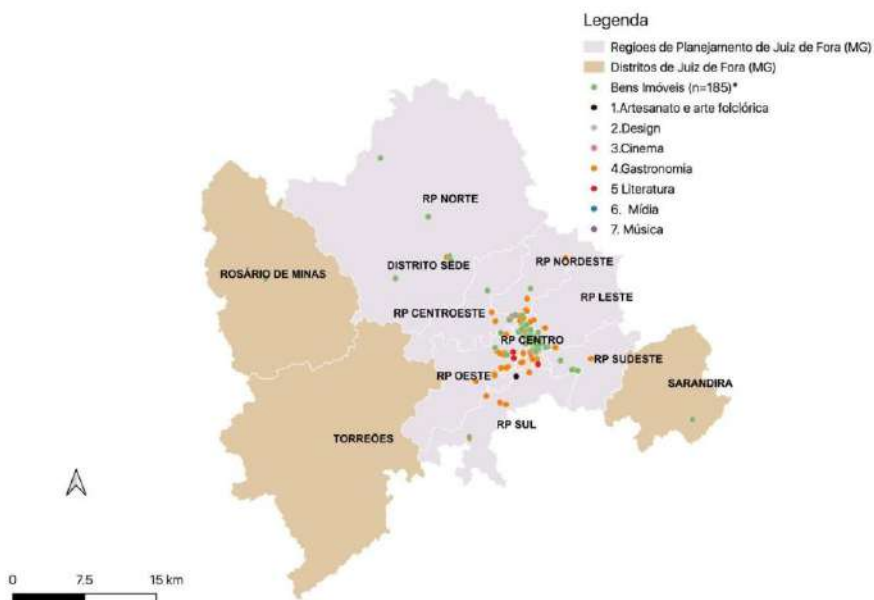 Legenda
Regioes de Planejamento de Juiz de Fora (MG)
Distritos de Juiz de Fora (MG)
Bens Imóveis (n=185)*
1.Artesanato e arte folclórica
2.Design
3.Cinema
4.Gastronomia
5 Literatura
6. Mídia
7. Música
RP NORTE
DISTRITO SEDE
RP NORDESTE
ROSÁRIO DE MINAS
RP LESTE
RP CENTROESTE
RP CENTRO
RP SUDESTE
RP OESTE
SARANDIRA
RP SUL
TORREÕES
0 7.5 15 km